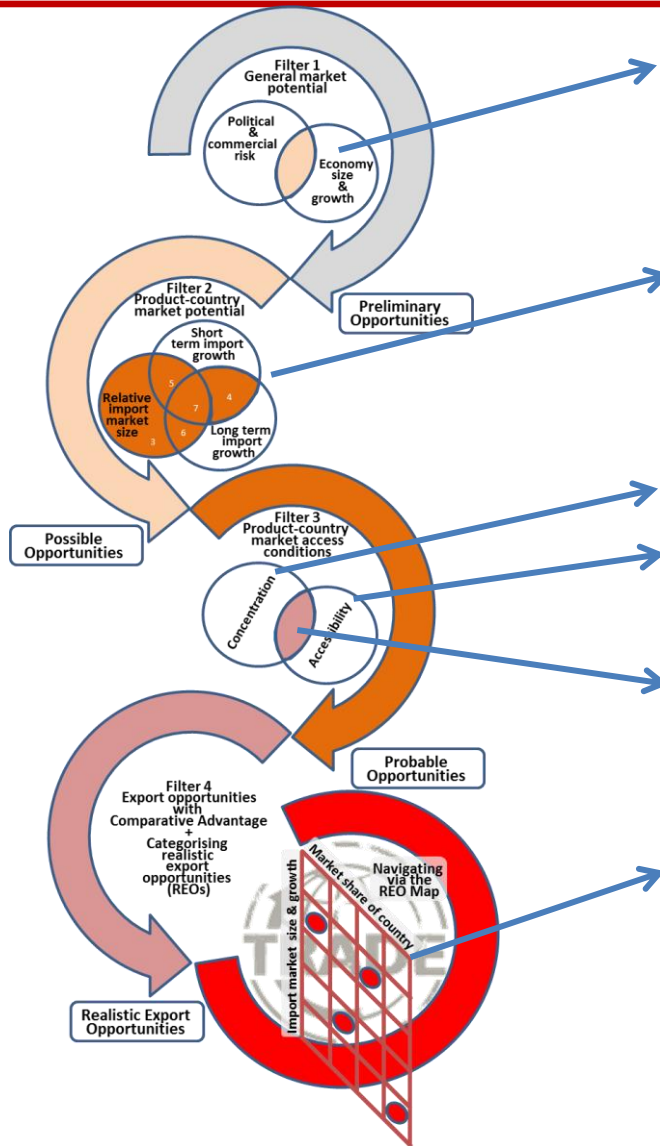 Filter 1
General market
potential
Political
&
commercial
risk
Economy
size
&
growth
Preliminary
Opportunities
Filter 2
Product-country
market potential
Short
term import
growth
5
4
Relative
import
market
size
7
3
6
Long term
import
growth
Possible
Opportunities
Filter 3
Product-country
market access
conditions
Concentration
Accessibility
Probable
Opportunities
Filter 4
Export opportunities
with
Comparative Advantage
+
Categorising
realistic
export
opportunities
(REOs)
Market share of country
Navigating
via the
REO Map
Import market size & growth
TRADE
Realistic Export
Opportunities